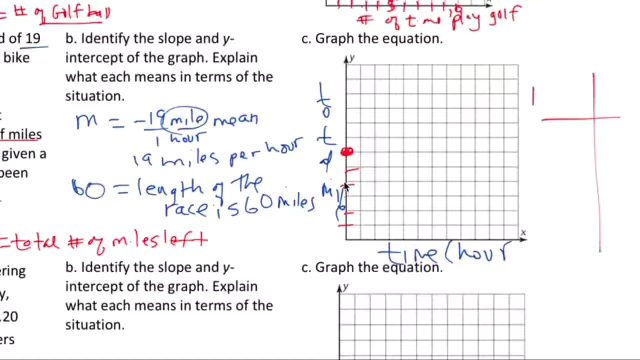 = # of Golf ball
# of time play golf
d of 19
bike
of miles
given a
been
b. Identify the slope and y-
intercept of the graph. Explain
what each means in terms of the
situation.
m = -19 mile mean
1 hour
19 miles per hour
60 = length of the
race is 60 miles
= total # of miles left
c. Graph the equation.
y
x
time (hour
ering
y,
.20
ers
b. Identify the slope and y-
intercept of the graph. Explain
what each means in terms of the
situation.
c. Graph the equation.
y